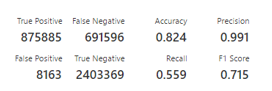 True Positive False Negative Accuracy Precision
875885 691596 0.824 0.991
False Positive True Negative Recall F1 Score
8163 2403369 0.559 0.715